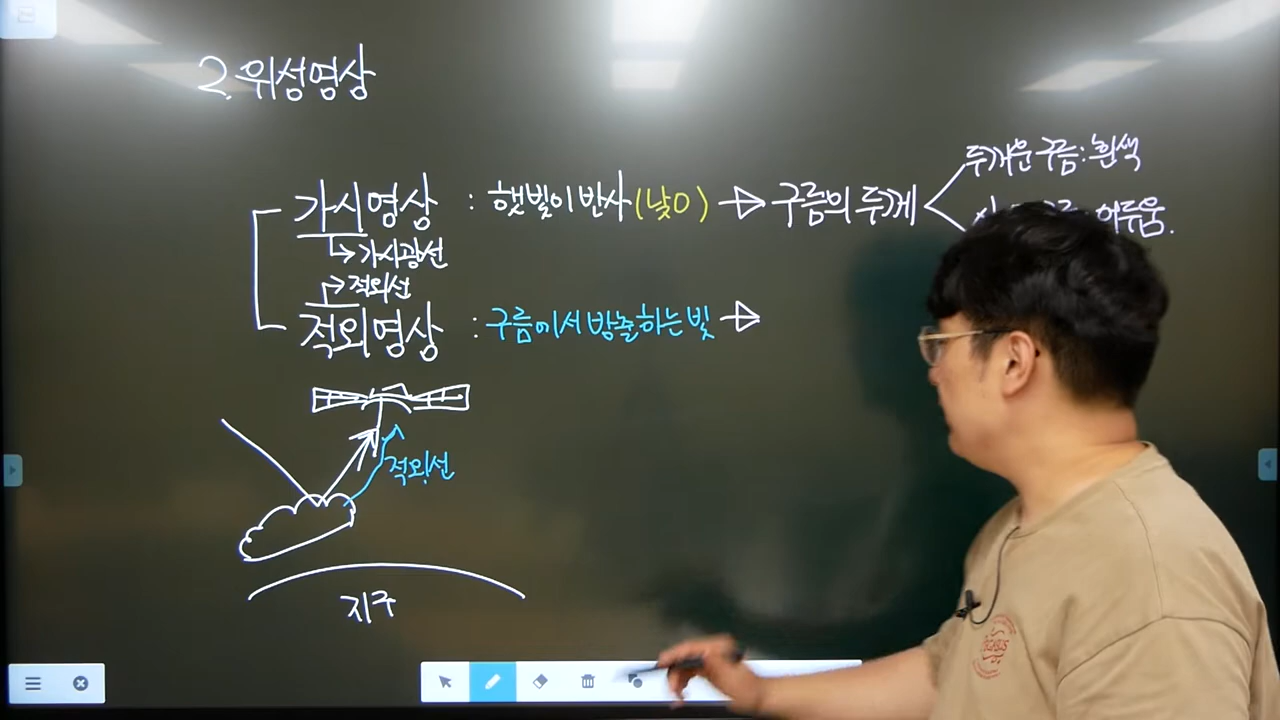 2. 위성영상
두꺼운 구름: 흰색
가시영상 : 햇빛이 반사(낮O) → 구름의 두께
어두움.
↳ 가시광선
↱ 적외선
적외영상 : 구름에서 방출하는 빛 →
적외선
지구